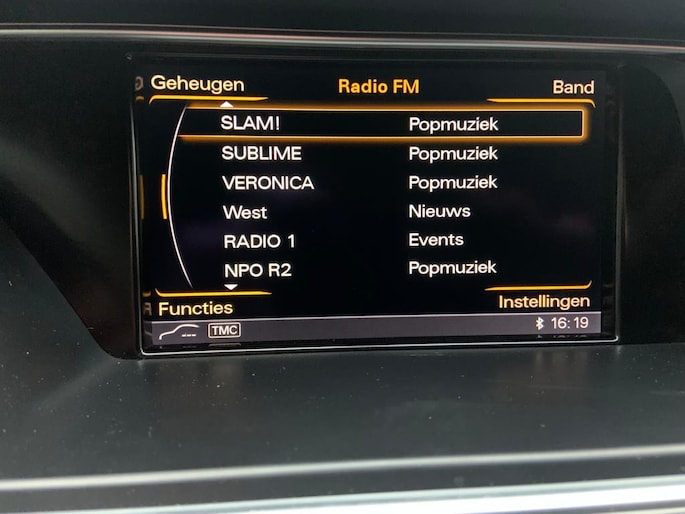 Geheugen Radio FM Band
SLAM! Popmuziek
SUBLIME Popmuziek
VERONICA Popmuziek
West Nieuws
RADIO 1 Events
NPO R2 Popmuziek
Functies Instellingen
--- TMC 16:19